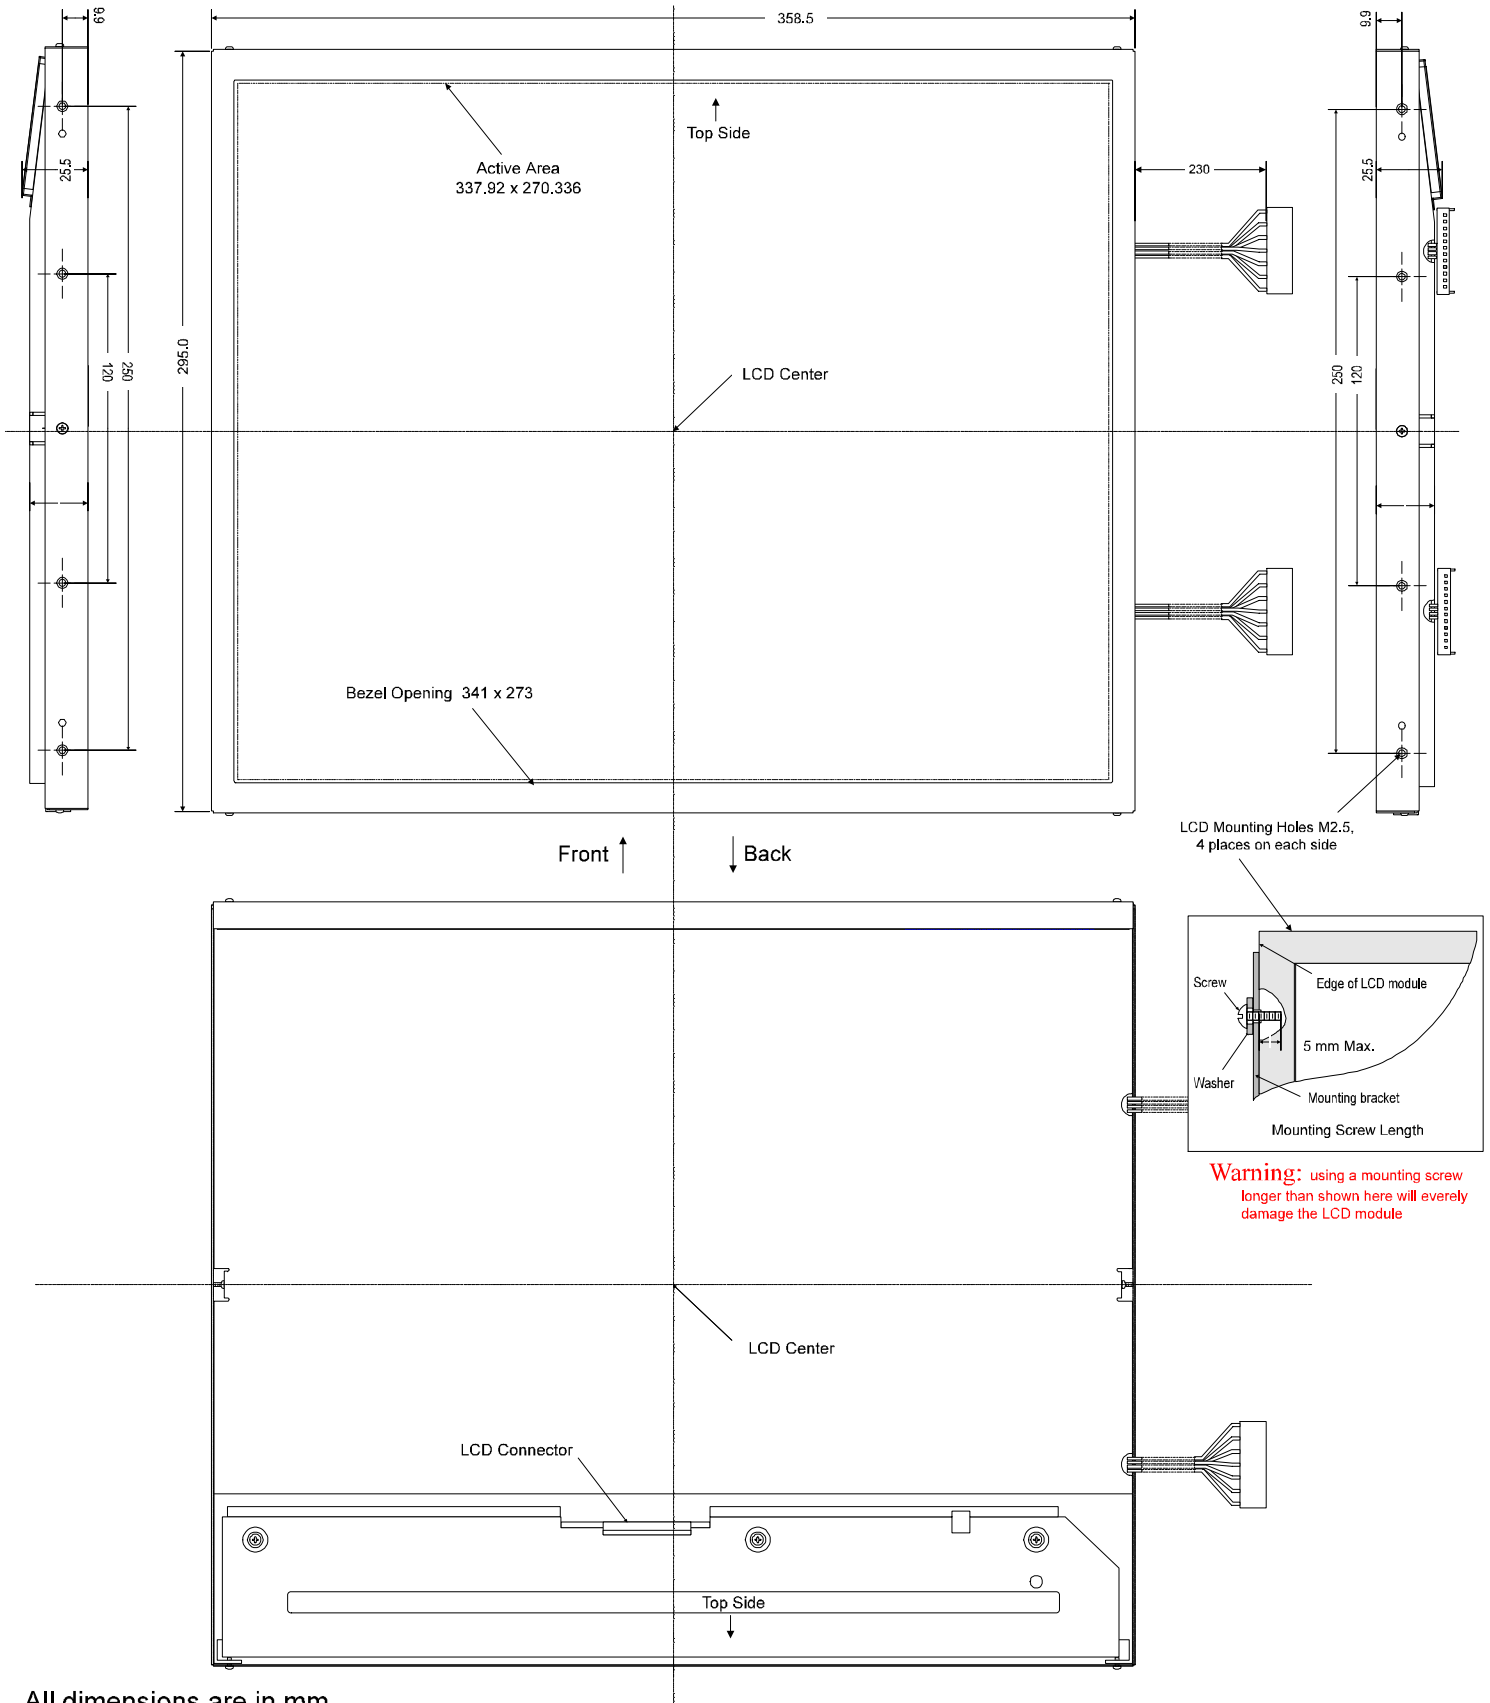 9.9
358.5
9.9
Top Side
Active Area
337.92 x 270.336
25.5
230
25.5
295.0
120
250
LCD Center
250
120
Bezel Opening 341 x 273
LCD Mounting Holes M2.5,
4 places on each side
Front
Back
Screw
Edge of LCD module
5 mm Max.
Washer
Mounting bracket
Mounting Screw Length
Warning: using a mounting screw
longer than shown here will everely
damage the LCD module
LCD Center
LCD Connector
Top Side
All dimensions are in mm